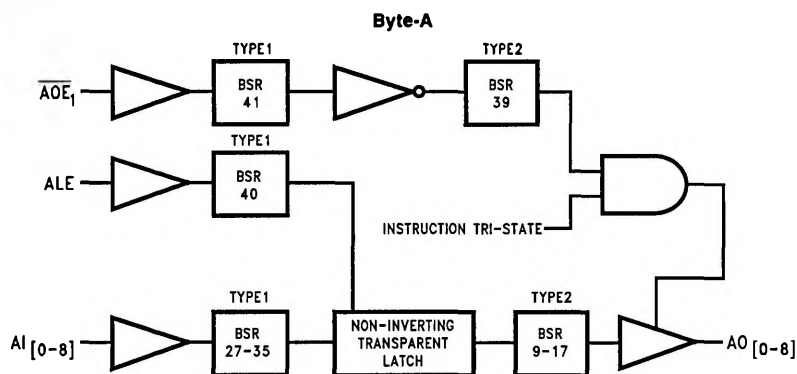 Byte-A
TYPE1
TYPE2
A̅O̅E̅₁
BSR
41
BSR
39
TYPE1
ALE
BSR
40
INSTRUCTION TRI-STATE
TYPE1
TYPE2
AI[0-8]
BSR
27-35
NON-INVERTING
TRANSPARENT
LATCH
BSR
9-17
AO[0-8]